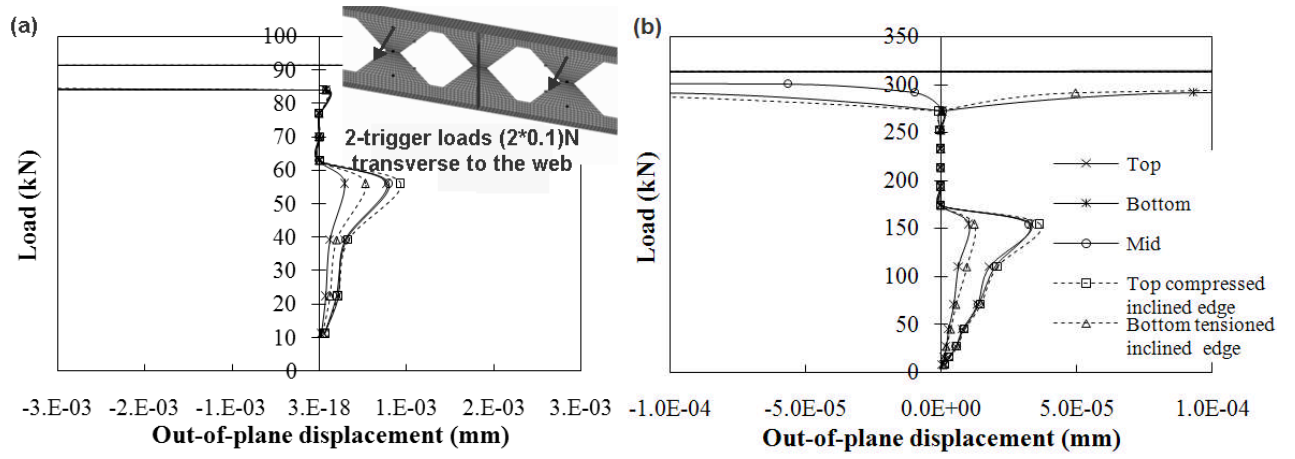 (a)
100
90
80
70
60
50
40
30
20
10
0
Load (kN)
2-trigger loads (2*0.1)N
transverse to the web
-3.E-03 -2.E-03 -1.E-03 3.E-18 1.E-03 2.E-03 3.E-03
Out-of-plane displacement (mm)
(b)
350
300
250
200
150
100
50
0
Load (kN)
Top
Bottom
Mid
Top compressed
inclined edge
Bottom tensioned
inclined edge
-1.0E-04 -5.0E-05 0.0E+00 5.0E-05 1.0E-04
Out-of-plane displacement (mm)